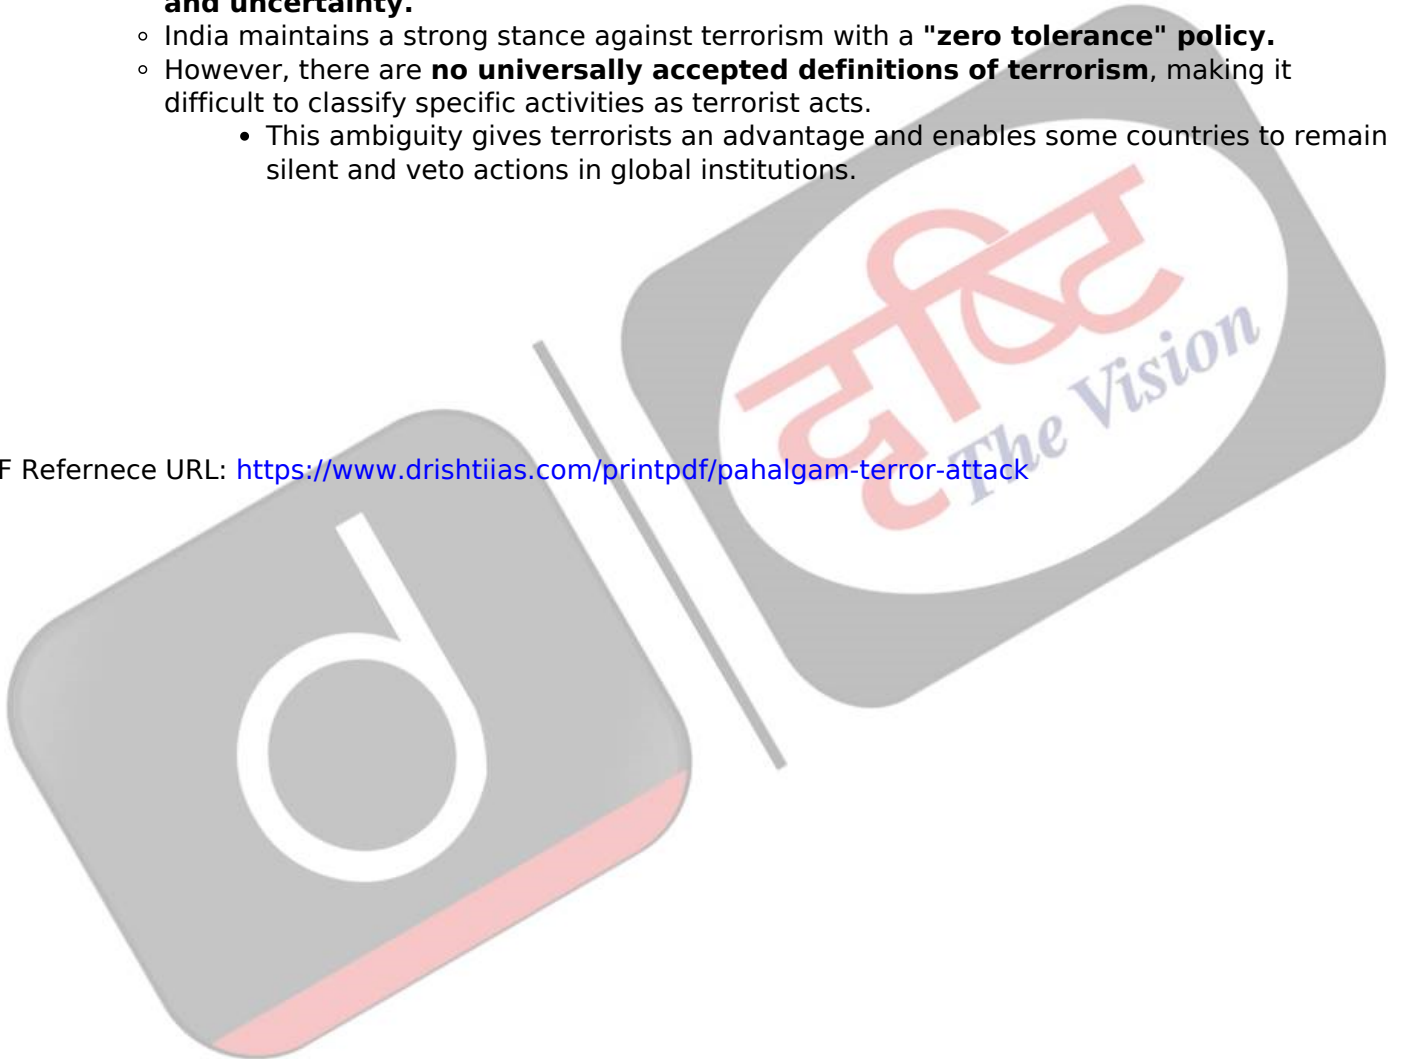 and uncertainty.
India maintains a strong stance against terrorism with a "zero tolerance" policy.
However, there are no universally accepted definitions of terrorism, making it
difficult to classify specific activities as terrorist acts.
This ambiguity gives terrorists an advantage and enables some countries to remain
silent and veto actions in global institutions.
दृष्टि
The Vision
F Refernece URL: https://www.drishtiias.com/printpdf/pahalgam-terror-attack
d